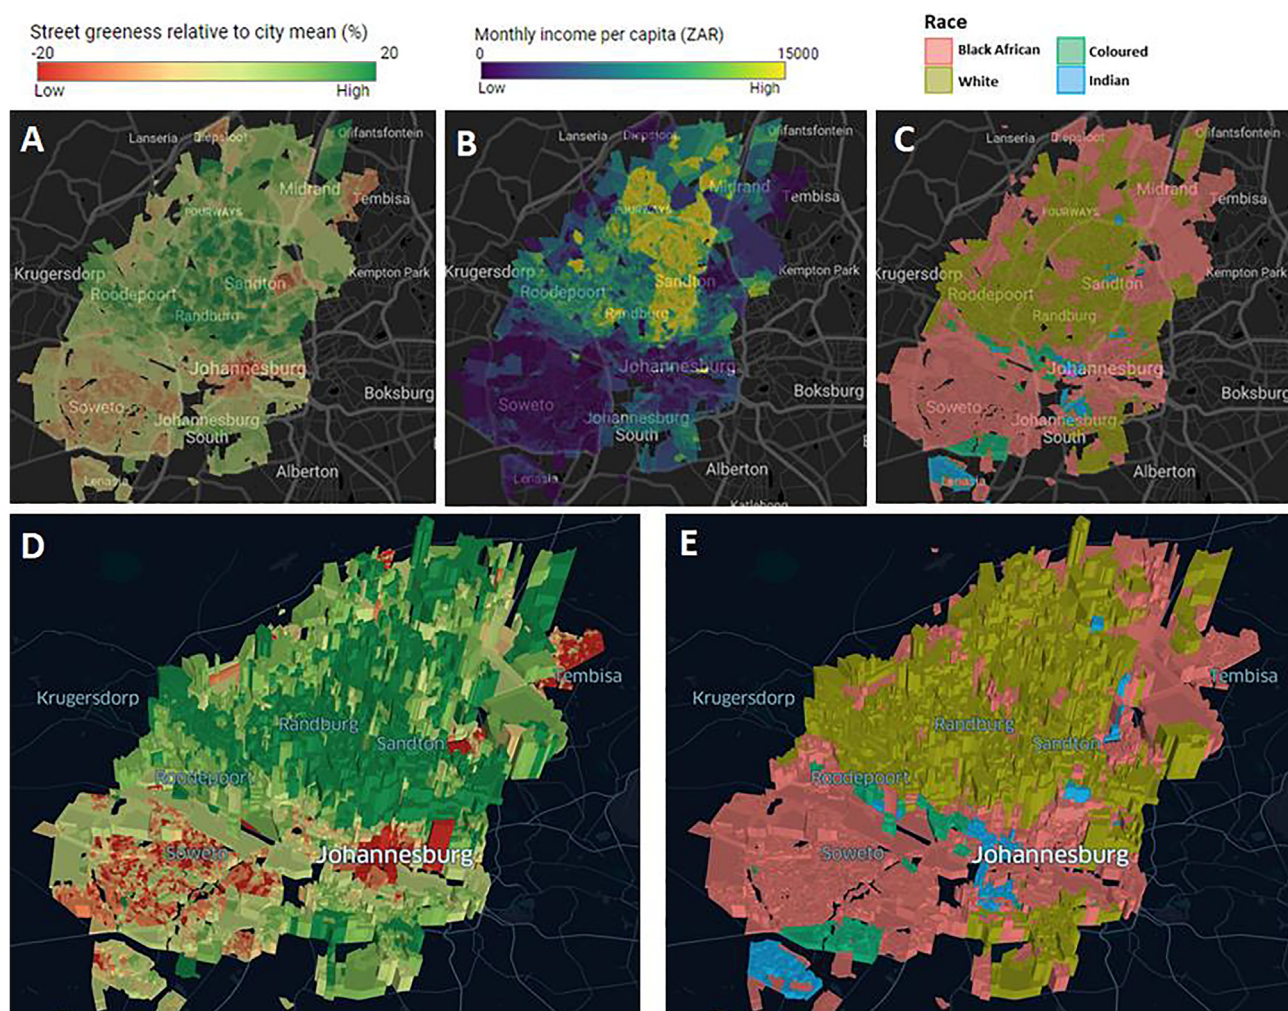 Street greeness relative to city mean (%)
-20 20
Low High
Monthly income per capita (ZAR)
0 15000
Low High
Race
Black African Coloured
White Indian
A
Lanseria Diepsloot Olifantsfontein
Midrand
Tembisa
FOURWAYS
Krugersdorp Kempton Park
Sandton
Roodepoort
Randburg
Johannesburg
Boksburg
Soweto
Johannesburg
South
Alberton
Lenasia
B
Lanseria Diepsloot Olifantsfontein
Midrand
Tembisa
FOURWAYS
Krugersdorp Kempton Park
Sandton
Roodepoort
Randburg
Johannesburg
Boksburg
Soweto
Johannesburg
South
Alberton
Lenasia
Katlehong
C
Lanseria Diepsloot Olifantsfontein
Midrand
Tembisa
FOURWAYS
Krugersdorp Kempton Park
Sandton
Roodepoort
Randburg
Johannesburg
Boksburg
Soweto
Johannesburg
South
Alberton
Lenasia
D
Tembisa
Krugersdorp
Randburg
Sandton
Roodepoort
Soweto
Johannesburg
E
Tembisa
Krugersdorp
Randburg
Sandton
Roodepoort
Soweto
Johannesburg